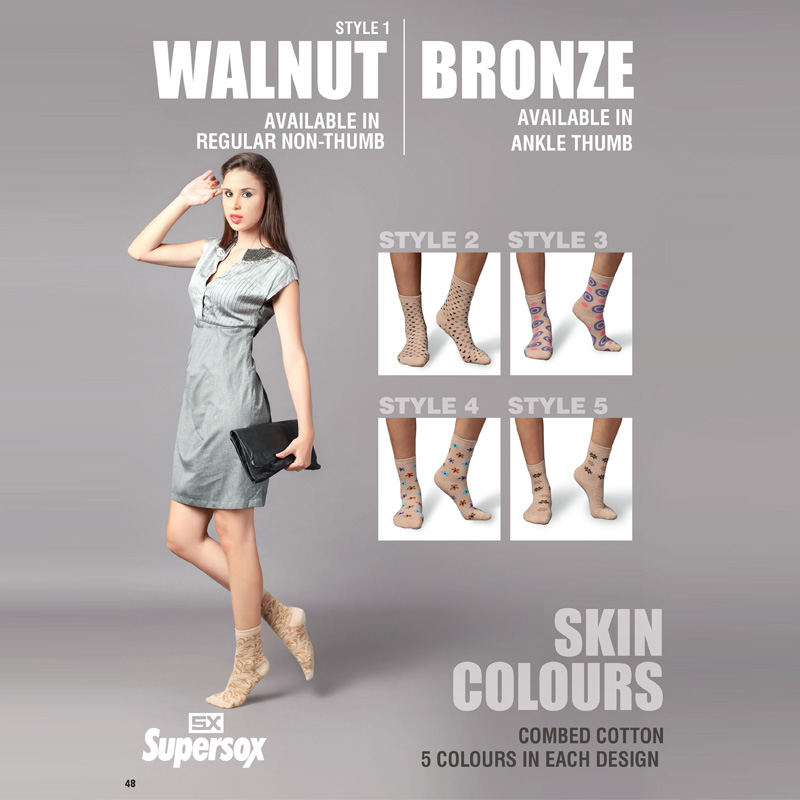 STYLE 1
WALNUT
AVAILABLE IN
REGULAR NON-THUMB
BRONZE
AVAILABLE IN
ANKLE THUMB
STYLE 2
STYLE 3
STYLE 4
STYLE 5
SKIN
COLOURS
COMBED COTTON
5 COLOURS IN EACH DESIGN
SX
Supersox
48